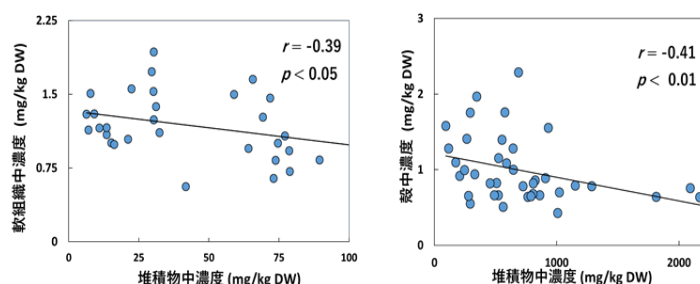 2.25
1.5
0.75
0
0
25
50
75
100
r = -0.39
p < 0.05
軟組織中濃度 (mg/kg DW)
堆積物中濃度 (mg/kg DW)
3
2
1
0
0
1000
2000
r = -0.41
p < 0.01
殻中濃度 (mg/kg DW)
堆積物中濃度 (mg/kg DW)